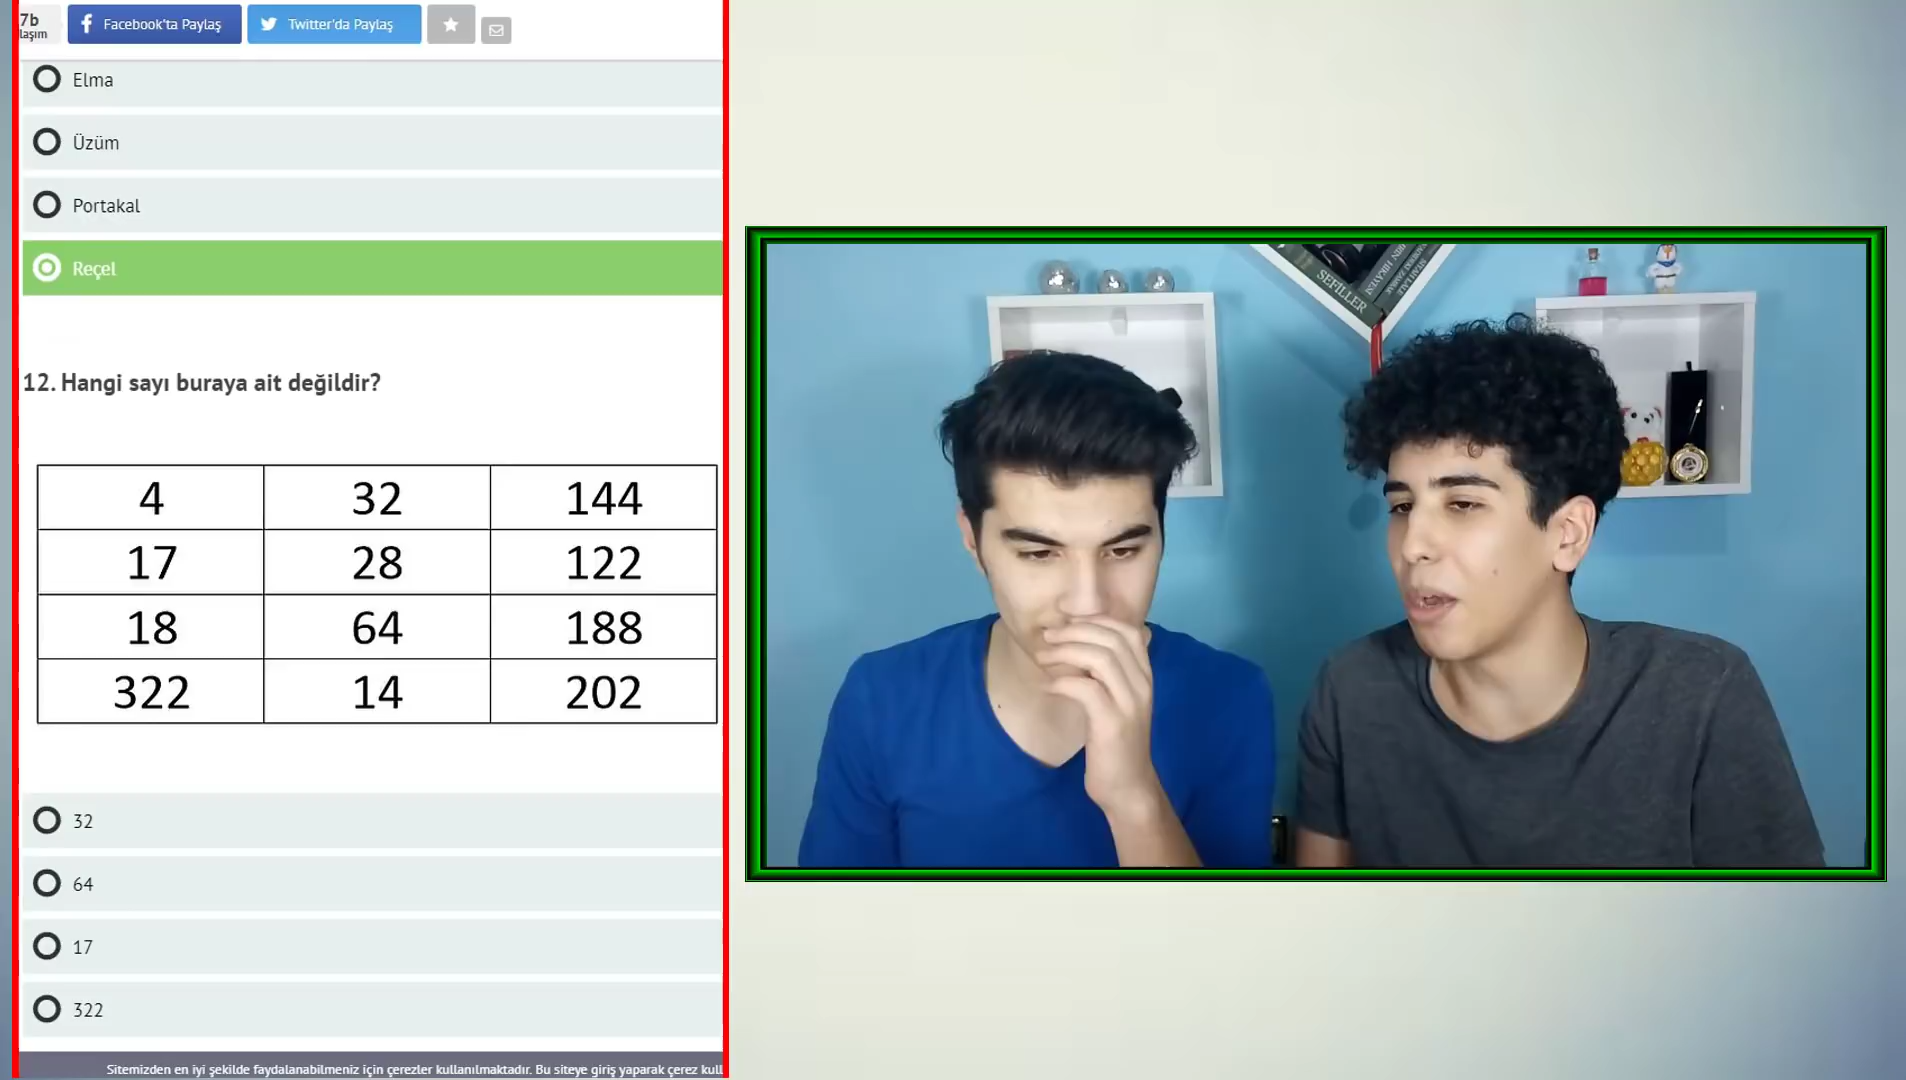 7b
laşım
Facebook'ta Paylaş
Twitter'da Paylaş
Elma
Üzüm
Portakal
Reçel
12. Hangi sayı buraya ait değildir?
4 32 144
17 28 122
18 64 188
322 14 202
32
64
17
322
Sitemizden en iyi şekilde faydalanabilmeniz için çerezler kullanılmaktadır. Bu siteye giriş yaparak çerez kull
SEFİLLER